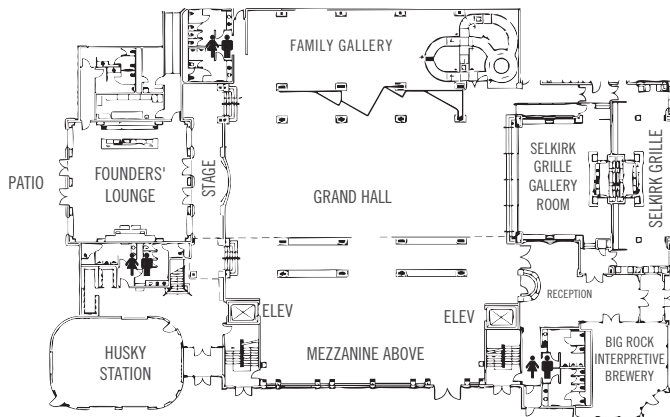 FAMILY GALLERY
PATIO
FOUNDERS'
LOUNGE
STAGE
GRAND HALL
SELKIRK
GRILLE
GALLERY
ROOM
SELKIRK GRILLE
ELEV
ELEV
RECEPTION
HUSKY
STATION
MEZZANINE ABOVE
BIG ROCK
INTERPRETIVE
BREWERY